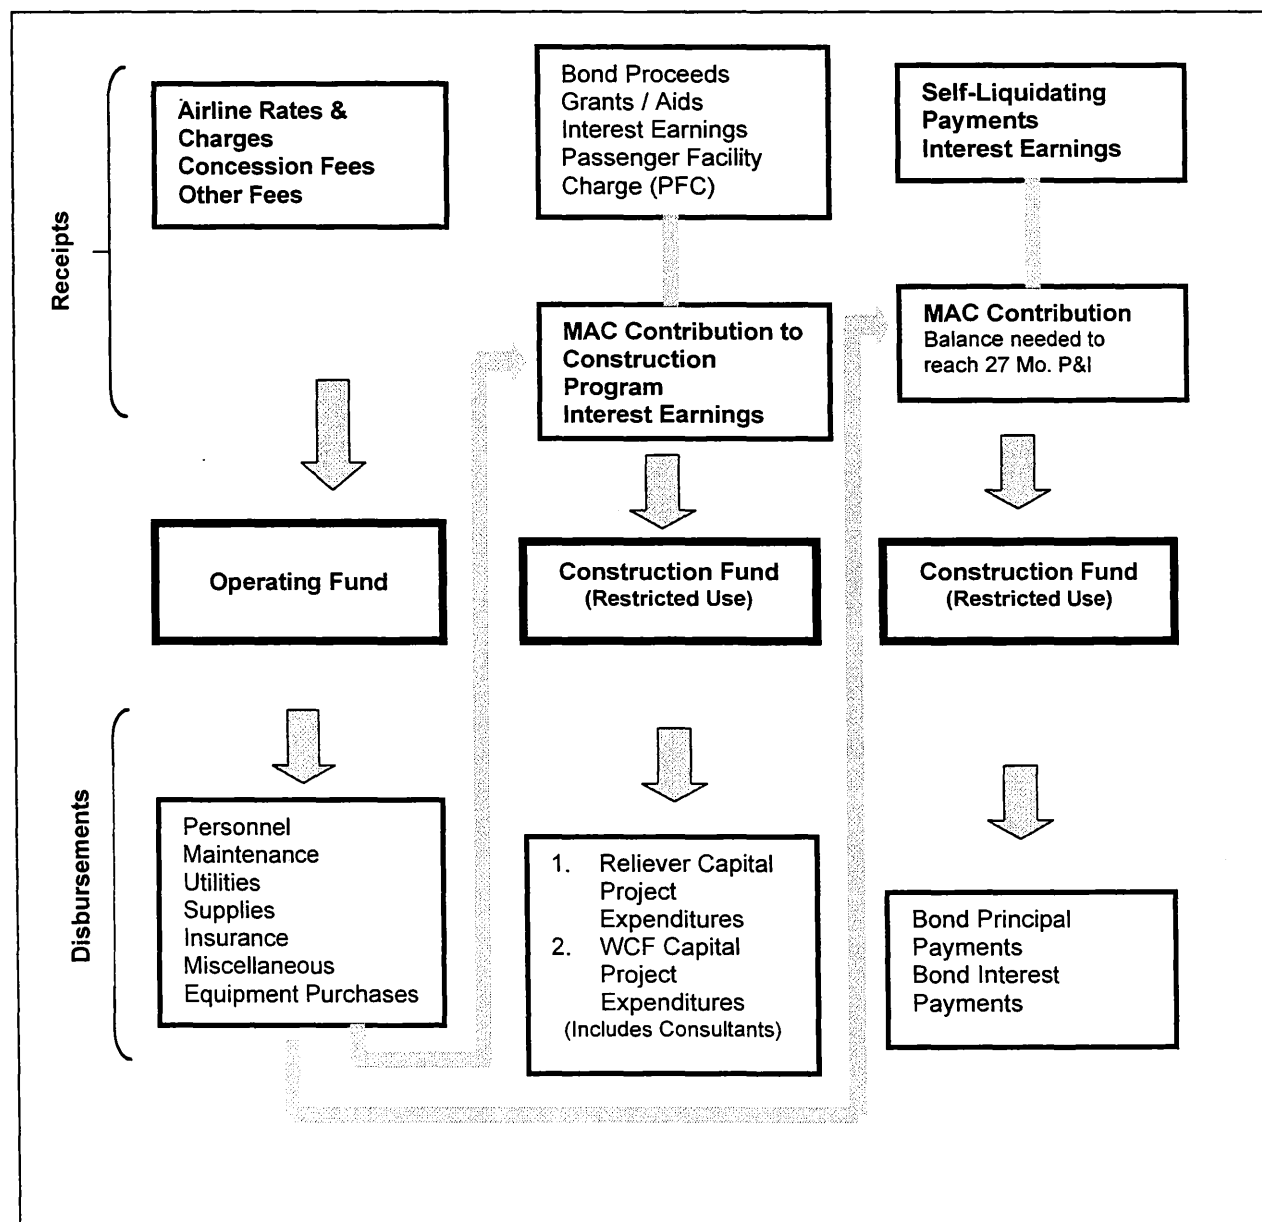 Receipts
Airline Rates &
Charges
Concession Fees
Other Fees
Bond Proceeds
Grants / Aids
Interest Earnings
Passenger Facility
Charge (PFC)
Self-Liquidating
Payments
Interest Earnings
MAC Contribution to
Construction
Program
Interest Earnings
MAC Contribution
Balance needed to
reach 27 Mo. P&I
Operating Fund
Construction Fund
(Restricted Use)
Construction Fund
(Restricted Use)
Disbursements
Personnel
Maintenance
Utilities
Supplies
Insurance
Miscellaneous
Equipment Purchases
1. Reliever Capital
Project
Expenditures
2. WCF Capital
Project
Expenditures
(Includes Consultants)
Bond Principal
Payments
Bond Interest
Payments